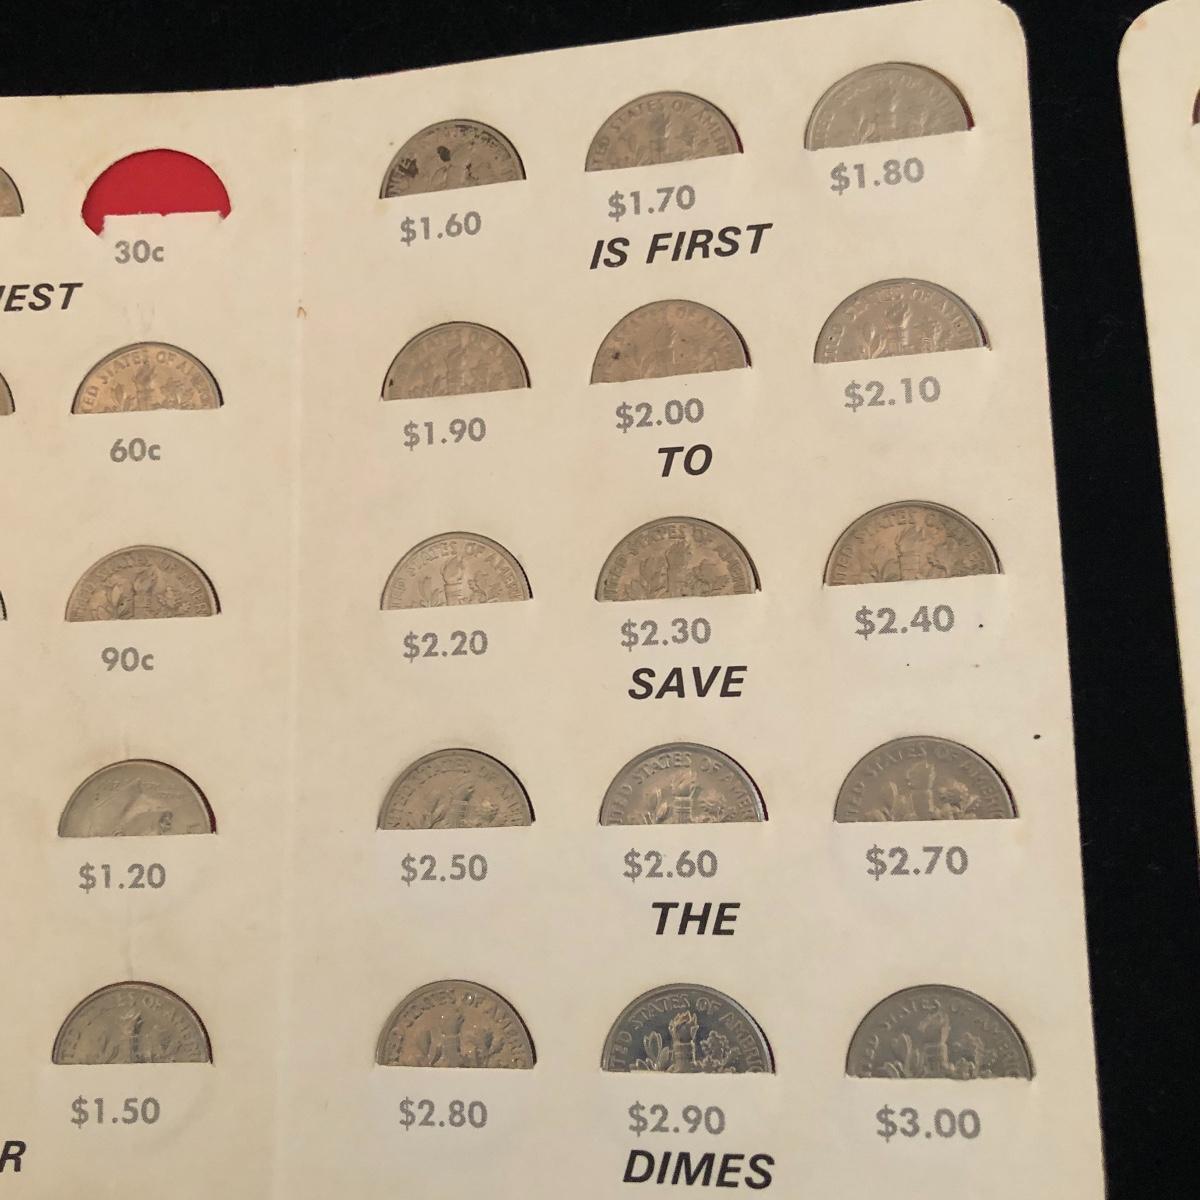 30c
EST
60c
90c
$1.20
$1.50
R
$1.60 $1.70 $1.80
IS FIRST
$1.90 $2.00 $2.10
TO
$2.20 $2.30 $2.40
SAVE
$2.50 $2.60 $2.70
THE
$2.80 $2.90 $3.00
DIMES